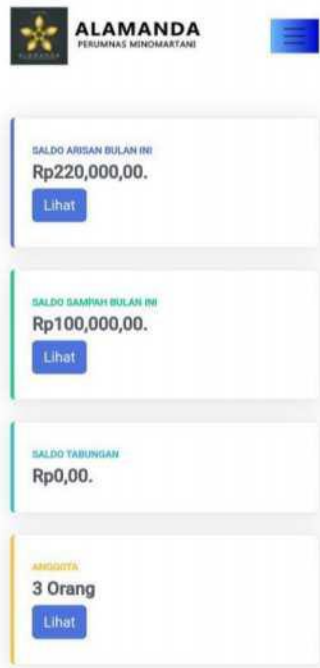 ALAMANDA
PERUMNAS MINOMARTANI
SALDO ARISAN BULAN INI
Rp220,000,00.
Lihat
SALDO SAMPAH BULAN INI
Rp100,000,00.
Lihat
SALDO TABUNGAN
Rp0,00.
ANGGOTA
3 Orang
Lihat